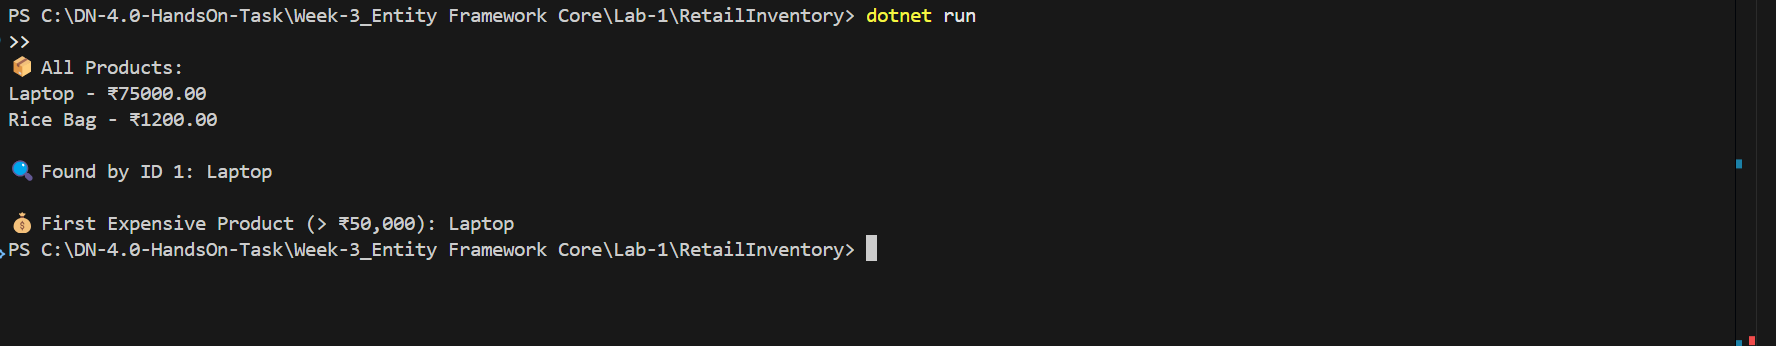 PS C:\DN-4.0-HandsOn-Task\Week-3_Entity Framework Core\Lab-1\RetailInventory> dotnet run
>>
📦 All Products:
Laptop - ₹75000.00
Rice Bag - ₹1200.00
🔍 Found by ID 1: Laptop
💰 First Expensive Product (> ₹50,000): Laptop
PS C:\DN-4.0-HandsOn-Task\Week-3_Entity Framework Core\Lab-1\RetailInventory>